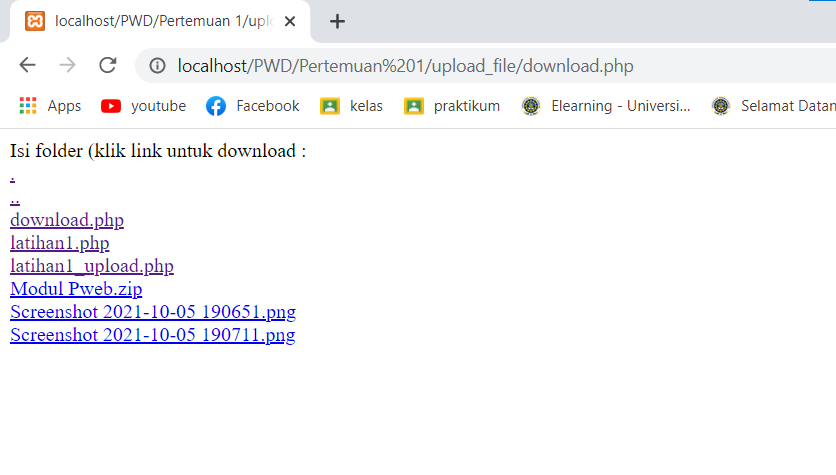 localhost/PWD/Pertemuan 1/uplo
localhost/PWD/Pertemuan%201/upload_file/download.php
Apps youtube Facebook kelas praktikum Elearning - Universi... Selamat Datan
Isi folder (klik link untuk download :
.
..
download.php
latihan1.php
latihan1_upload.php
Modul Pweb.zip
Screenshot 2021-10-05 190651.png
Screenshot 2021-10-05 190711.png